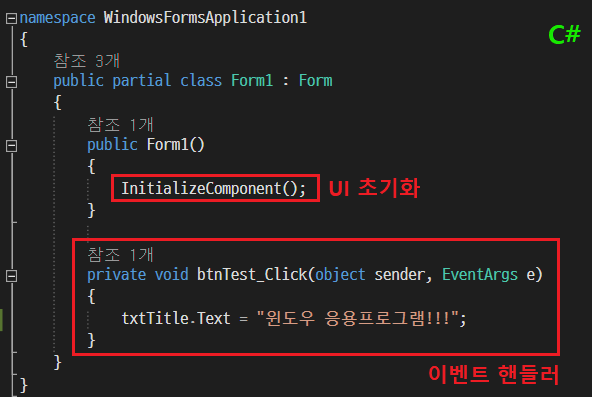 namespace WindowsFormsApplication1
C#
{
참조 3개
public partial class Form1 : Form
{
참조 1개
public Form1()
{
InitializeComponent(); UI 초기화
}
참조 1개
private void btnTest_Click(object sender, EventArgs e)
{
txtTitle.Text = "윈도우 응용프로그램!!!";
}
}
이벤트 핸들러
}